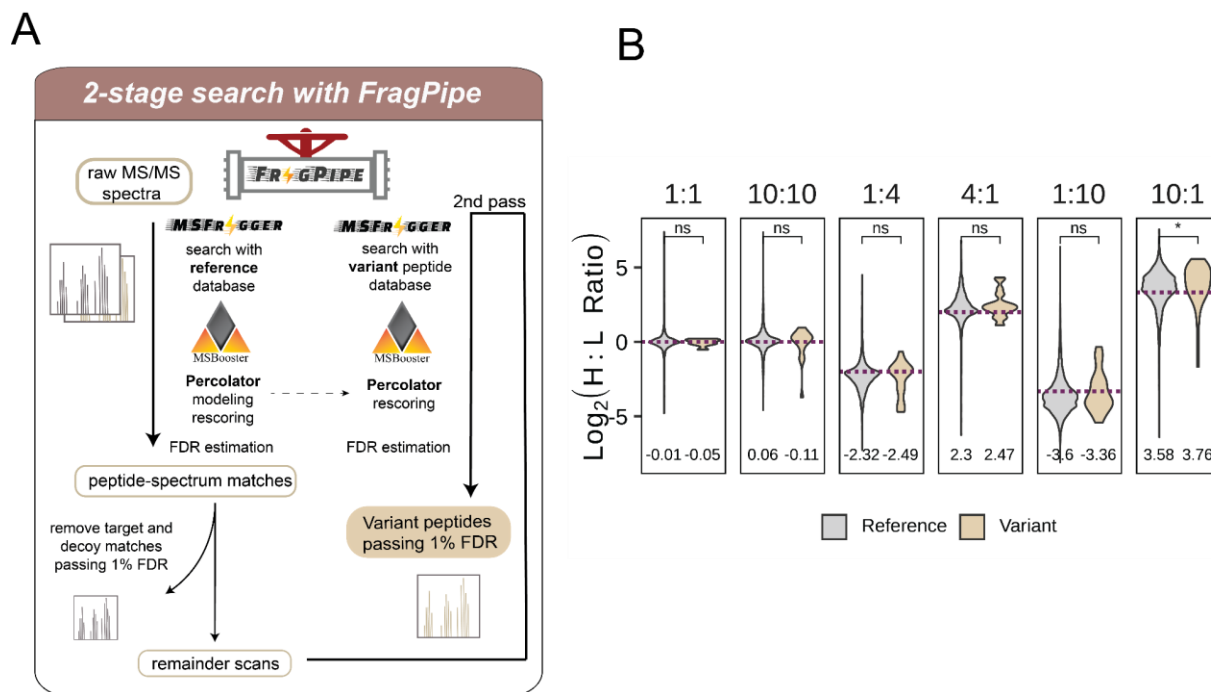 A
2-stage search with FragPipe
FRAGPIPE
raw MS/MS
spectra
2nd pass
MSFRAGGER
search with
reference
database
MSBooster
Percolator
modeling
rescoring
FDR estimation
MSFRAGGER
search with
variant peptide
database
MSBooster
Percolator
rescoring
FDR estimation
peptide-spectrum matches
remove target and
decoy matches
passing 1% FDR
Variant peptides
passing 1% FDR
remainder scans
B
1:1 10:10 1:4 4:1 1:10 10:1
ns ns ns ns ns *
Log2(H: L Ratio)
5
0
-5
-0.01 -0.05 0.06 -0.11 -2.32 -2.49 2.3 2.47 -3.6 -3.36 3.58 3.76
Reference Variant